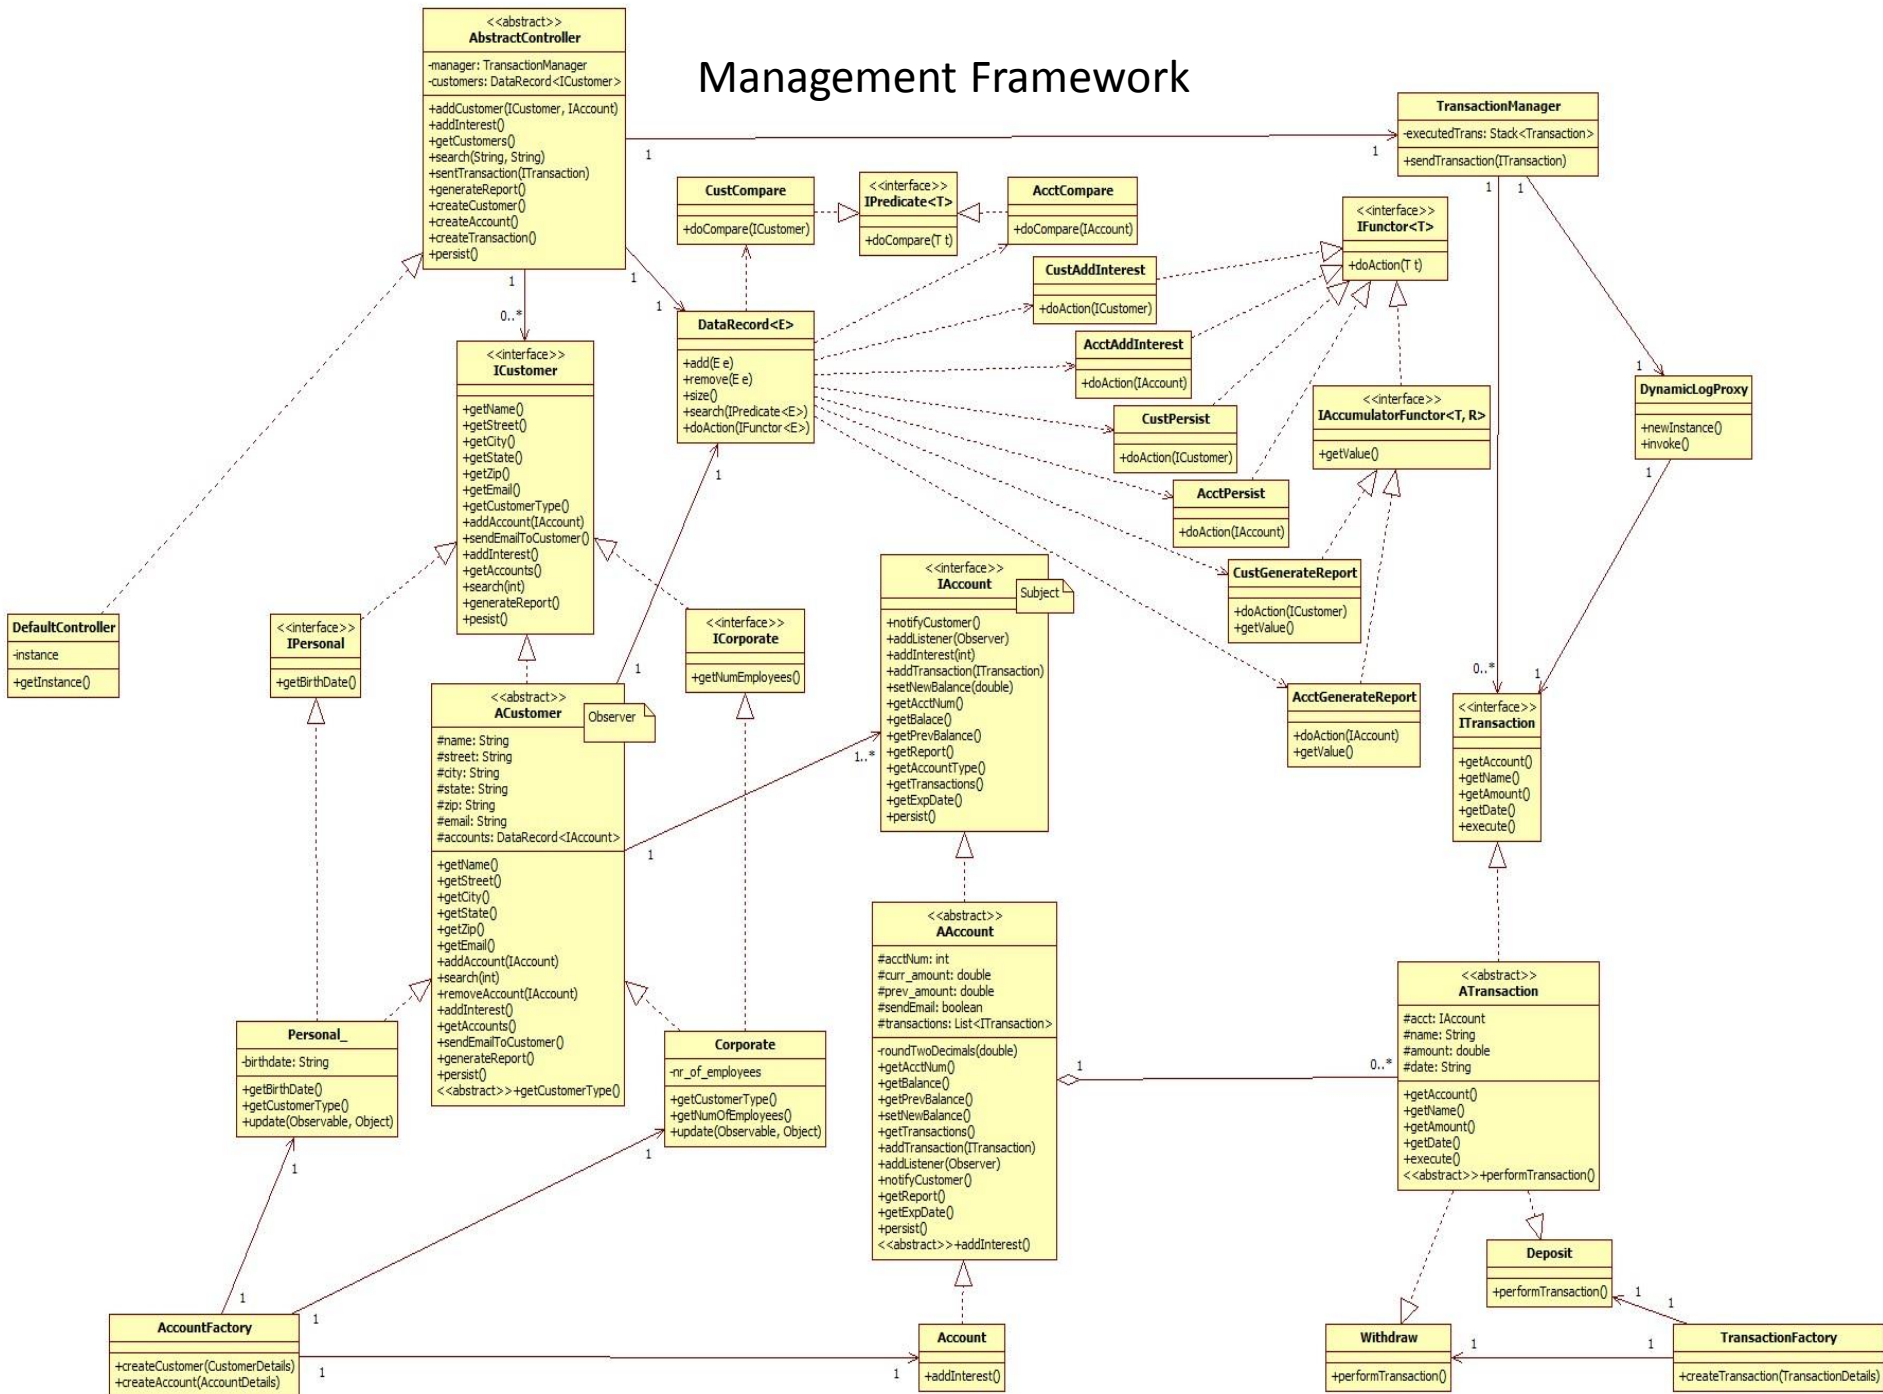 Management Framework
<<abstract>>
AbstractController
-manager: TransactionManager
-customers: DataRecord<ICustomer>
+addCustomer(ICustomer, IAccount)
+addInterest()
+getCustomers()
+search(String, String)
+sentTransaction(ITransaction)
+generateReport()
+createCustomer()
+createAccount()
+createTransaction()
+persist()
1
1
TransactionManager
-executedTrans: Stack<Transaction>
+sendTransaction(ITransaction)
1
1
CustCompare
+doCompare(ICustomer)
<<interface>>
IPredicate<T>
+doCompare(T t)
AcctCompare
+doCompare(IAccount)
<<interface>>
IFunctor<T>
+doAction(T t)
CustAddInterest
+doAction(ICustomer)
1
0..*
1
1
DataRecord<E>
+add(E e)
+remove(E e)
+size()
+search(IPredicate<E>)
+doAction(IFunctor<E>)
1
AcctAddInterest
+doAction(IAccount)
CustPersist
+doAction(ICustomer)
<<interface>>
IAccumulatorFunctor<T, R>
+getValue()
1
DynamicLogProxy
+newInstance()
+invoke()
1
AcctPersist
+doAction(IAccount)
CustGenerateReport
+doAction(ICustomer)
+getValue()
AcctGenerateReport
+doAction(IAccount)
+getValue()
<<interface>>
ICustomer
+getName()
+getStreet()
+getCity()
+getState()
+getZip()
+getEmail()
+getCustomerType()
+addAccount(IAccount)
+sendEmailToCustomer()
+addInterest()
+getAccounts()
+search(int)
+generateReport()
+pesist()
DefaultController
-instance
+getInstance()
<<interface>>
IPersonal
+getBirthDate()
<<interface>>
ICorporate
+getNumEmployees()
1
<<abstract>>
ACustomer
Observer
#name: String
#street: String
#city: String
#state: String
#zip: String
#email: String
#accounts: DataRecord<IAccount>
+getName()
+getStreet()
+getCity()
+getState()
+getZip()
+getEmail()
+addAccount(IAccount)
+search(int)
+removeAccount(IAccount)
+addInterest()
+getAccounts()
+sendEmailToCustomer()
+generateReport()
+persist()
<<abstract>>+getCustomerType()
1
1..*
<<interface>>
IAccount
Subject
+notifyCustomer()
+addListener(Observer)
+addInterest(int)
+addTransaction(ITransaction)
+setNewBalance(double)
+getAcctNum()
+getBalace()
+getPrevBalance()
+getReport()
+getAccountType()
+getTransactions()
+getExpDate()
+persist()
0..*
1
<<interface>>
ITransaction
+getAccount()
+getName()
+getAmount()
+getDate()
+execute()
<<abstract>>
AAccount
#acctNum: int
#curr_amount: double
#prev_amount: double
#sendEmail: boolean
#transactions: List<ITransaction>
-roundTwoDecimals(double)
+getAcctNum()
+getBalance()
+getPrevBalance()
+setNewBalance()
+getTransactions()
+addTransaction(ITransaction)
+addListener(Observer)
+notifyCustomer()
+getReport()
+getExpDate()
+persist()
<<abstract>>+addInterest()
1
0..*
<<abstract>>
ATransaction
#acct: IAccount
#name: String
#amount: double
#date: String
+getAccount()
+getName()
+getAmount()
+getDate()
+execute()
<<abstract>>+performTransaction()
Personal_
-birthdate: String
+getBirthDate()
+getCustomerType()
+update(Observable, Object)
1
Corporate
-nr_of_employees
+getCustomerType()
+getNumOfEmployees()
+update(Observable, Object)
1
Deposit
+performTransaction()
1
1
AccountFactory
+createCustomer(CustomerDetails)
+createAccount(AccountDetails)
1
1
1
1
Account
+addInterest()
Withdraw
+performTransaction()
1
1
TransactionFactory
+createTransaction(TransactionDetails)